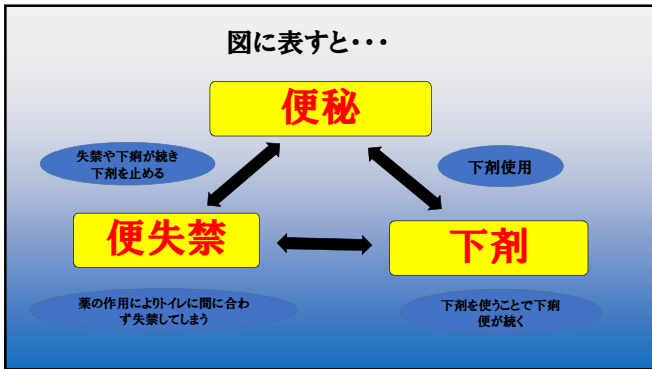 図に表すと・・・
便秘
失禁や下痢が続き
下剤を止める
下剤使用
便失禁
下剤
薬の作用によりトイレに間に合わ
ず失禁してしまう
下剤を使うことで下痢
便が続く